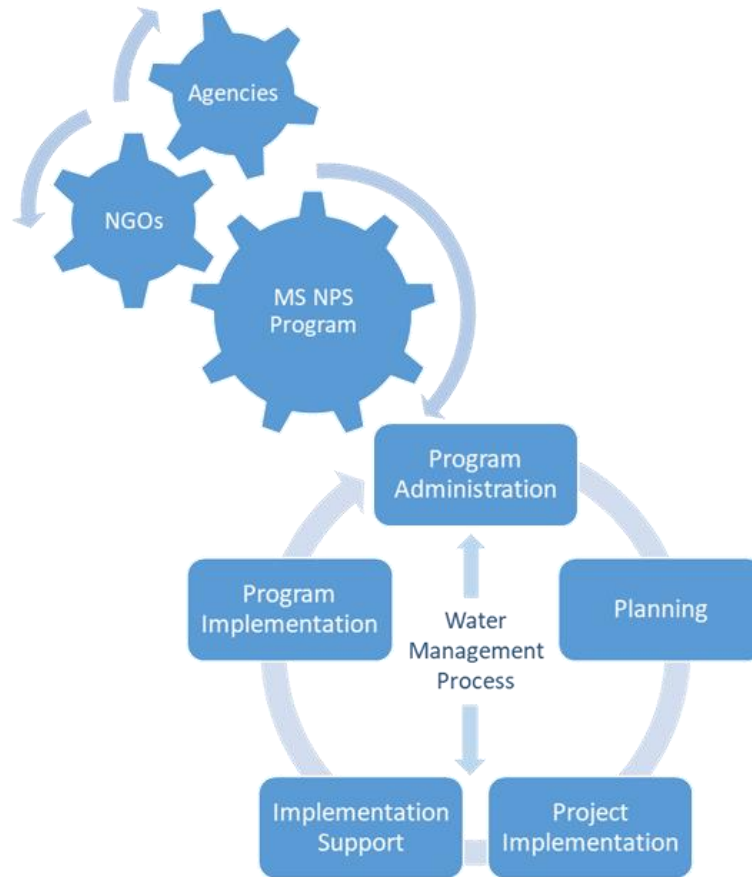 Agencies
NGOs
MS NPS
Program
Program
Administration
Program
Implementation
Planning
Water
Management
Process
Implementation
Support
Project
Implementation